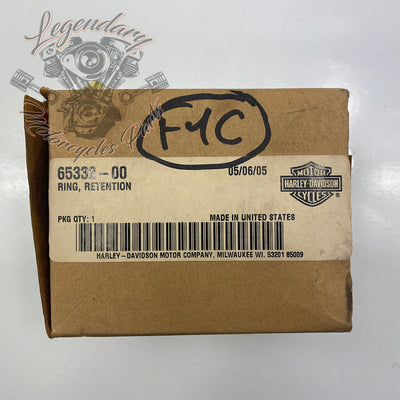 Legendary
Motorcycles Parts
FYC
65332-00
05/06/05
RING, RETENTION
MOTOR
HARLEY-DAVIDSON
CYCLES
®
PKG QTY: 1
MADE IN UNITED STATES
HARLEY-DAVIDSON MOTOR COMPANY, MILWAUKEE WI. 53201 85009